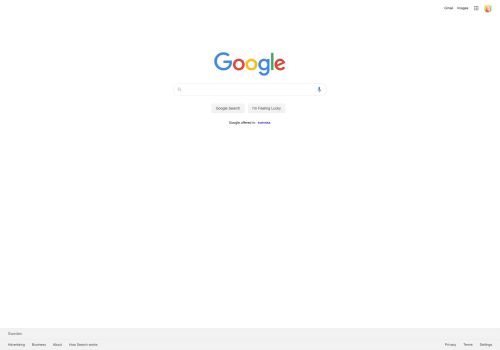 Gmail Images
Google
Google Search I'm Feeling Lucky
Google offered in: svenska
Sweden
Advertising Business About How Search works Privacy Terms Settings